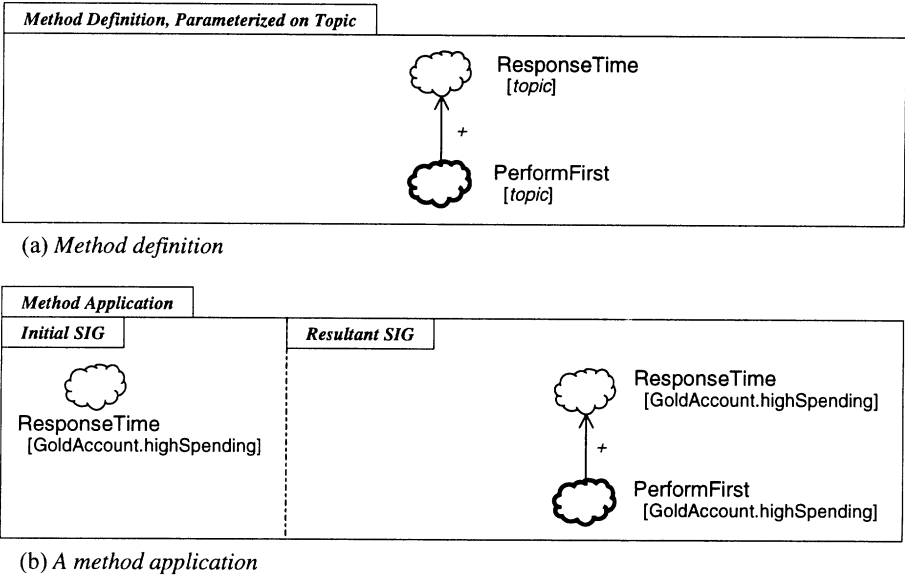 Method Definition, Parameterized on Topic
ResponseTime
[topic]
+
PerformFirst
[topic]
(a) Method definition
Method Application
Initial SIG
ResponseTime
[GoldAccount.highSpending]
Resultant SIG
ResponseTime
[GoldAccount.highSpending]
+
PerformFirst
[GoldAccount.highSpending]
(b) A method application